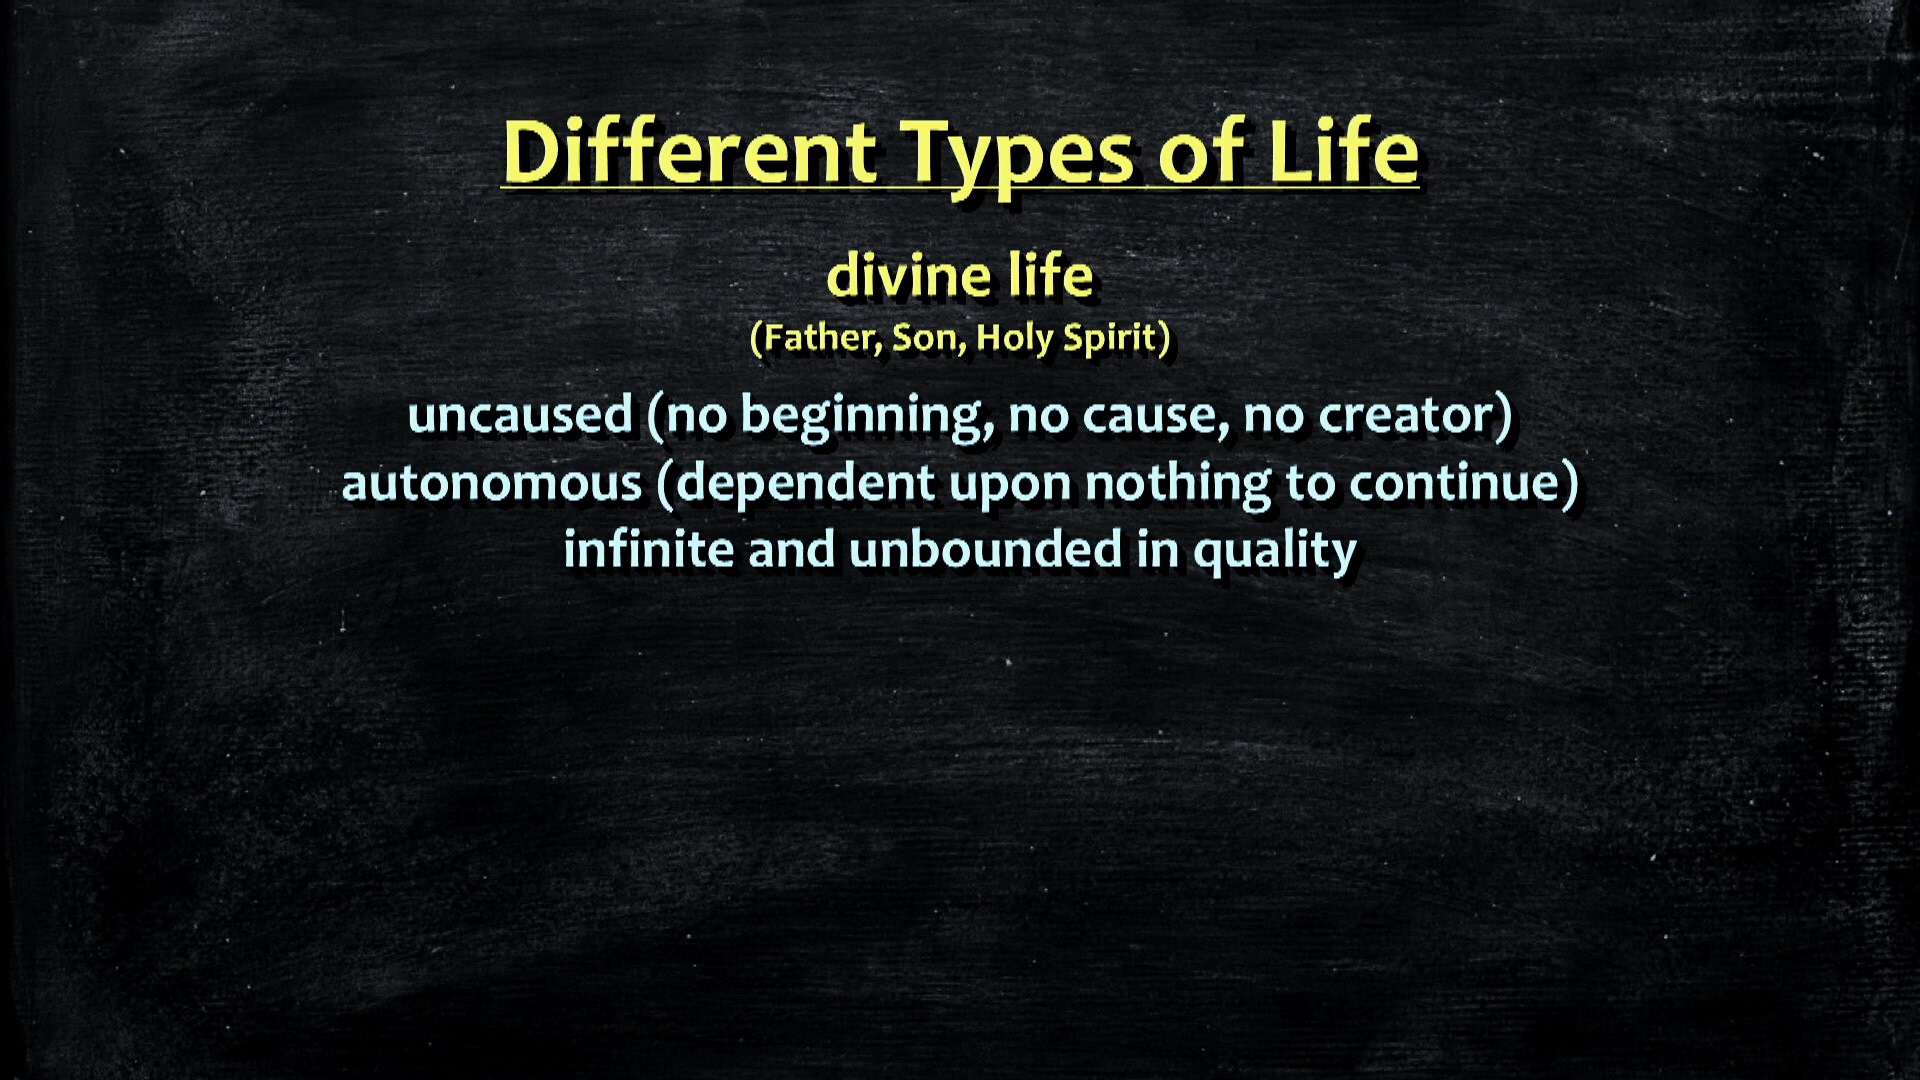 Different Types of Life
divine life
(Father, Son, Holy Spirit)
uncaused (no beginning, no cause, no creator)
autonomous (dependent upon nothing to continue)
infinite and unbounded in quality